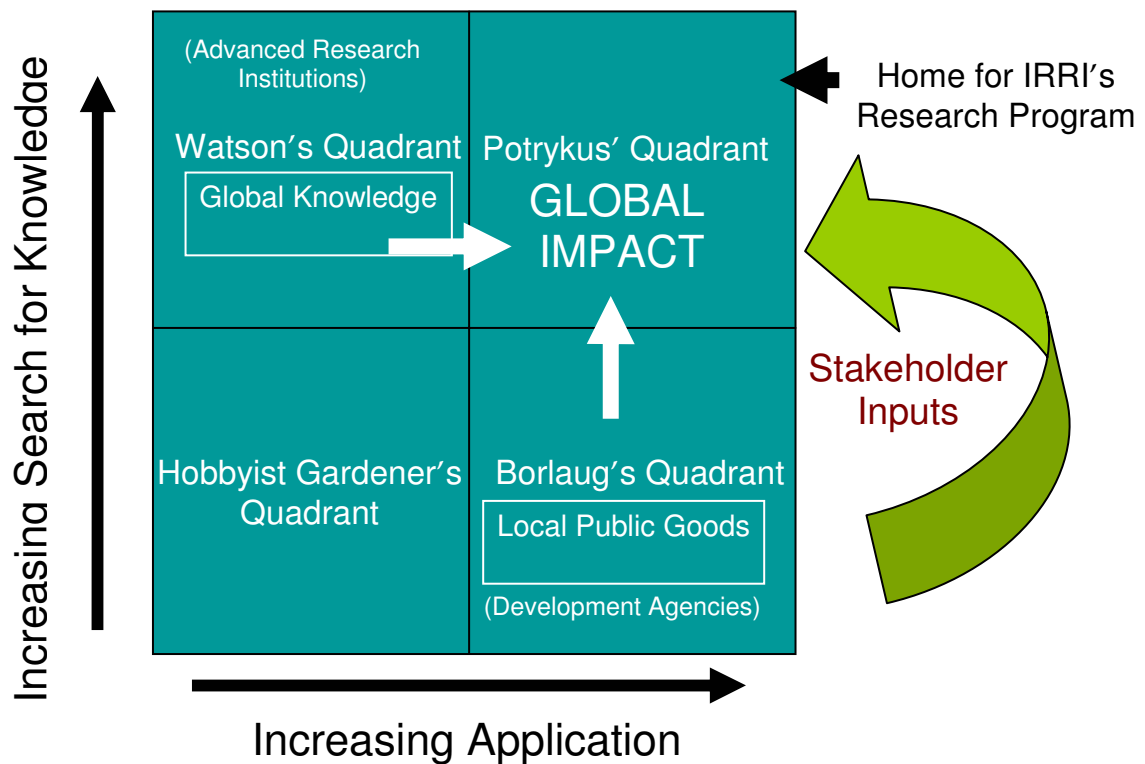 Increasing Search for Knowledge
(Advanced Research
Institutions)
Watson's Quadrant
Global Knowledge
Potrykus' Quadrant
GLOBAL
IMPACT
Home for IRRI's
Research Program
Stakeholder
Inputs
Hobbyist Gardener's
Quadrant
Borlaug's Quadrant
Local Public Goods
(Development Agencies)
Increasing Application